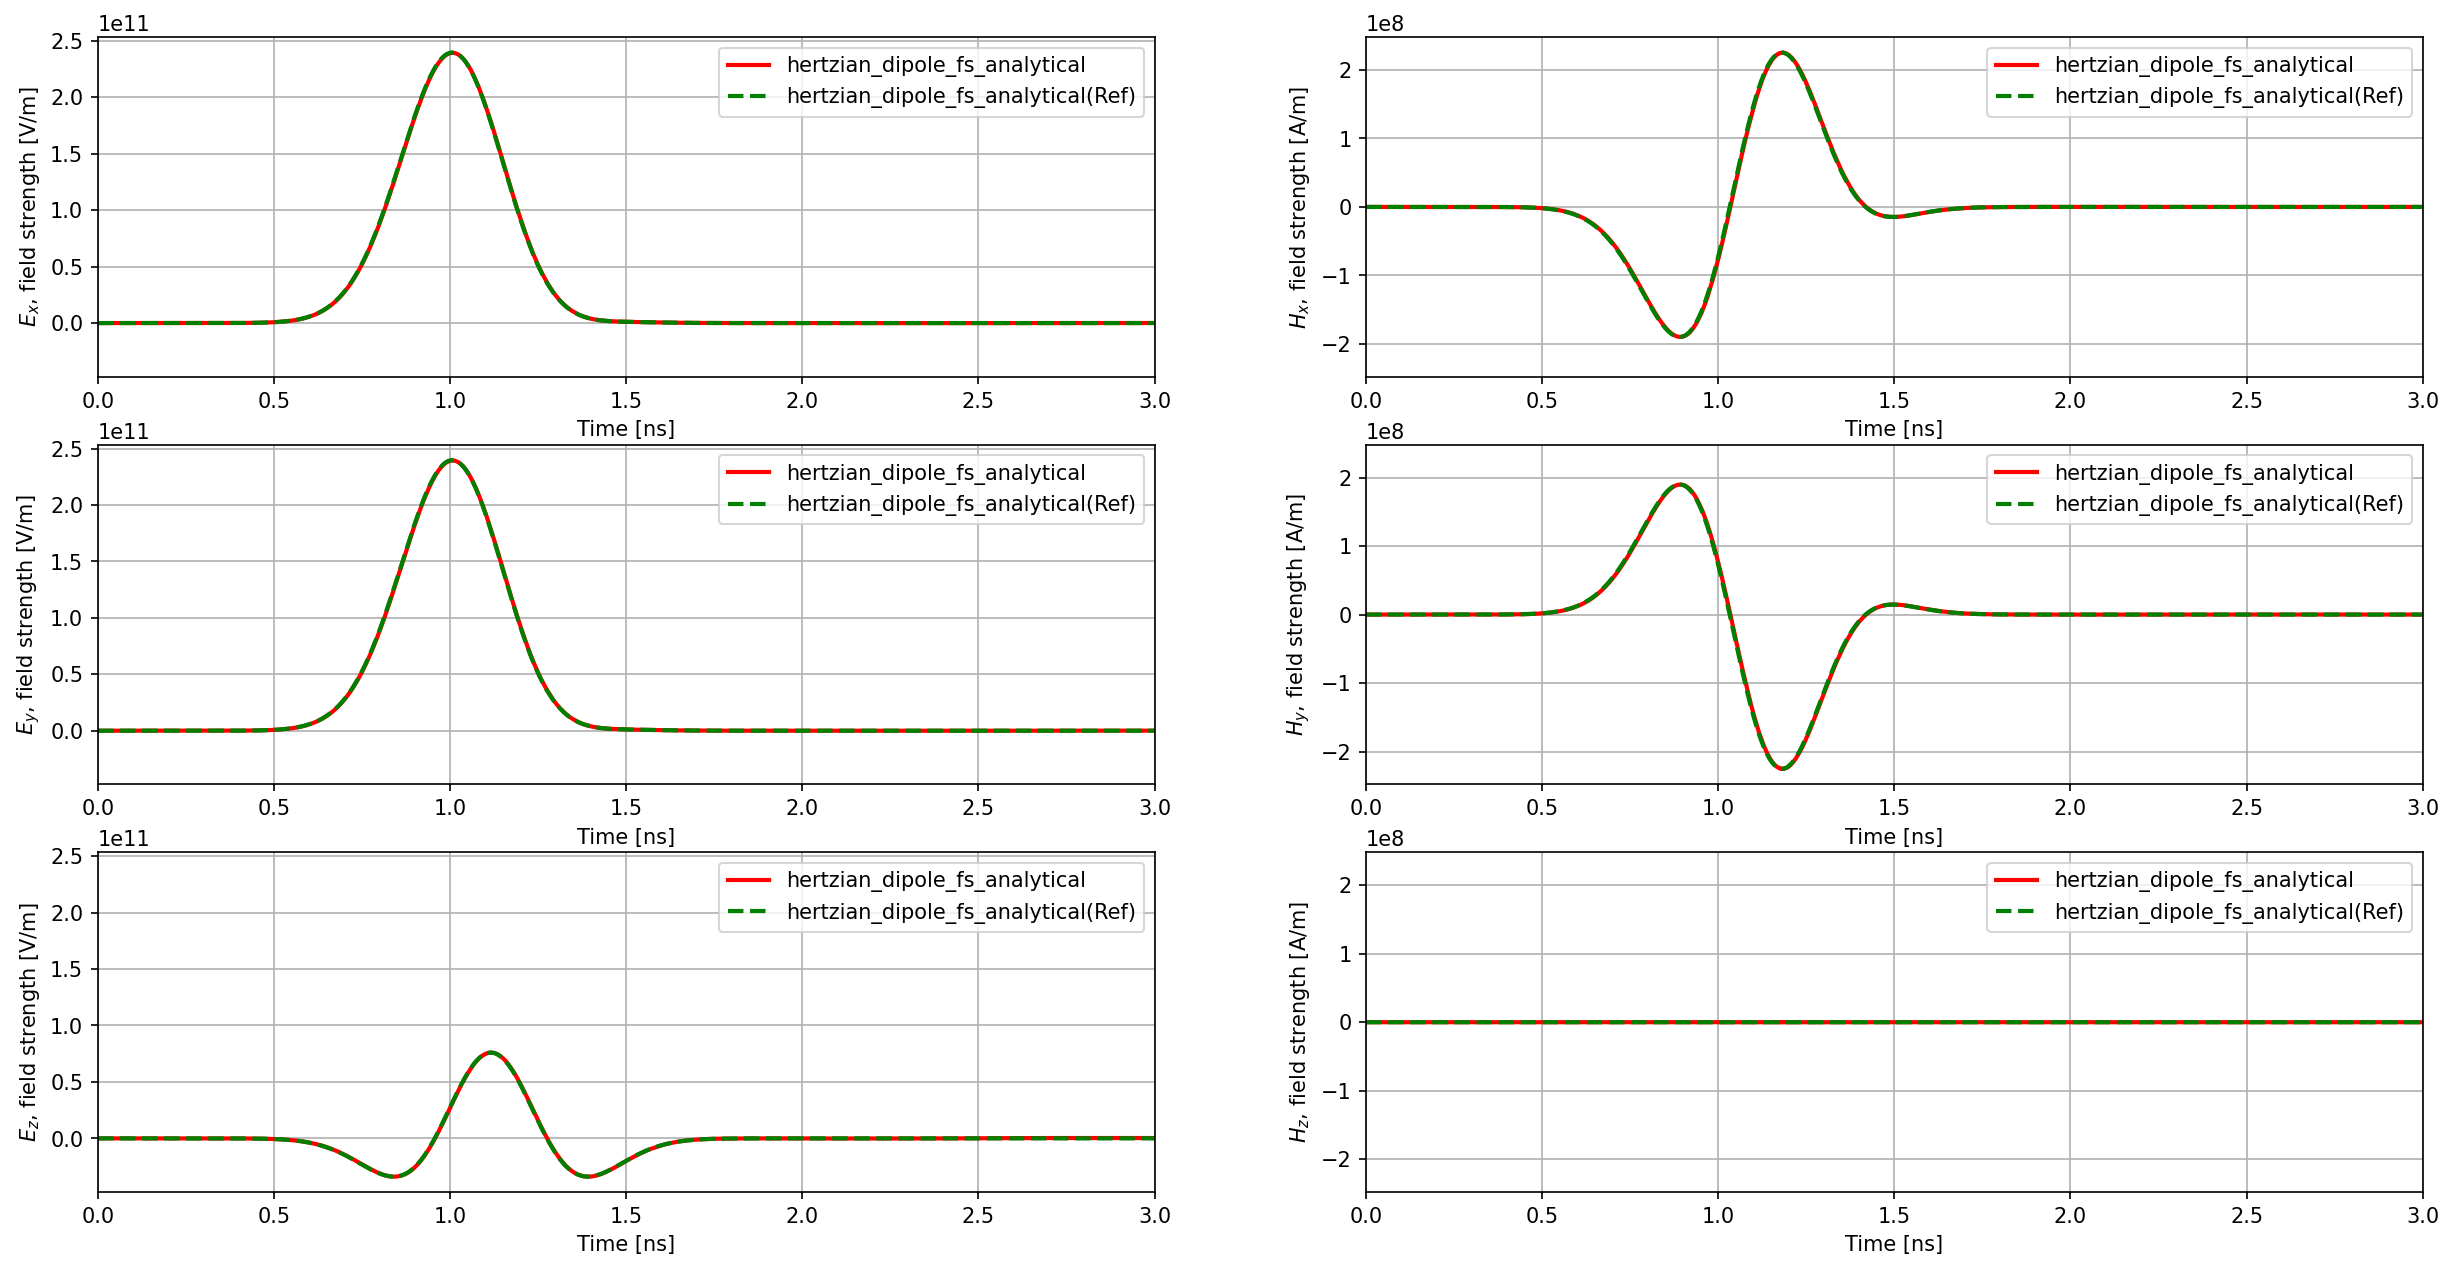 1e11
2.5
2.0
1.5
1.0
0.5
0.0
Ex, field strength [V/m]
hertzian_dipole_fs_analytical
hertzian_dipole_fs_analytical(Ref)
0.0 0.5 1.0 1.5 2.0 2.5 3.0
Time [ns]
1e8
2
1
0
−1
−2
Hx, field strength [A/m]
hertzian_dipole_fs_analytical
hertzian_dipole_fs_analytical(Ref)
0.0 0.5 1.0 1.5 2.0 2.5 3.0
Time [ns]
1e11
2.5
2.0
1.5
1.0
0.5
0.0
Ey, field strength [V/m]
hertzian_dipole_fs_analytical
hertzian_dipole_fs_analytical(Ref)
0.0 0.5 1.0 1.5 2.0 2.5 3.0
Time [ns]
1e8
2
1
0
−1
−2
Hy, field strength [A/m]
hertzian_dipole_fs_analytical
hertzian_dipole_fs_analytical(Ref)
0.0 0.5 1.0 1.5 2.0 2.5 3.0
Time [ns]
1e11
2.5
2.0
1.5
1.0
0.5
0.0
Ez, field strength [V/m]
hertzian_dipole_fs_analytical
hertzian_dipole_fs_analytical(Ref)
0.0 0.5 1.0 1.5 2.0 2.5 3.0
Time [ns]
1e8
2
1
0
−1
−2
Hz, field strength [A/m]
hertzian_dipole_fs_analytical
hertzian_dipole_fs_analytical(Ref)
0.0 0.5 1.0 1.5 2.0 2.5 3.0
Time [ns]